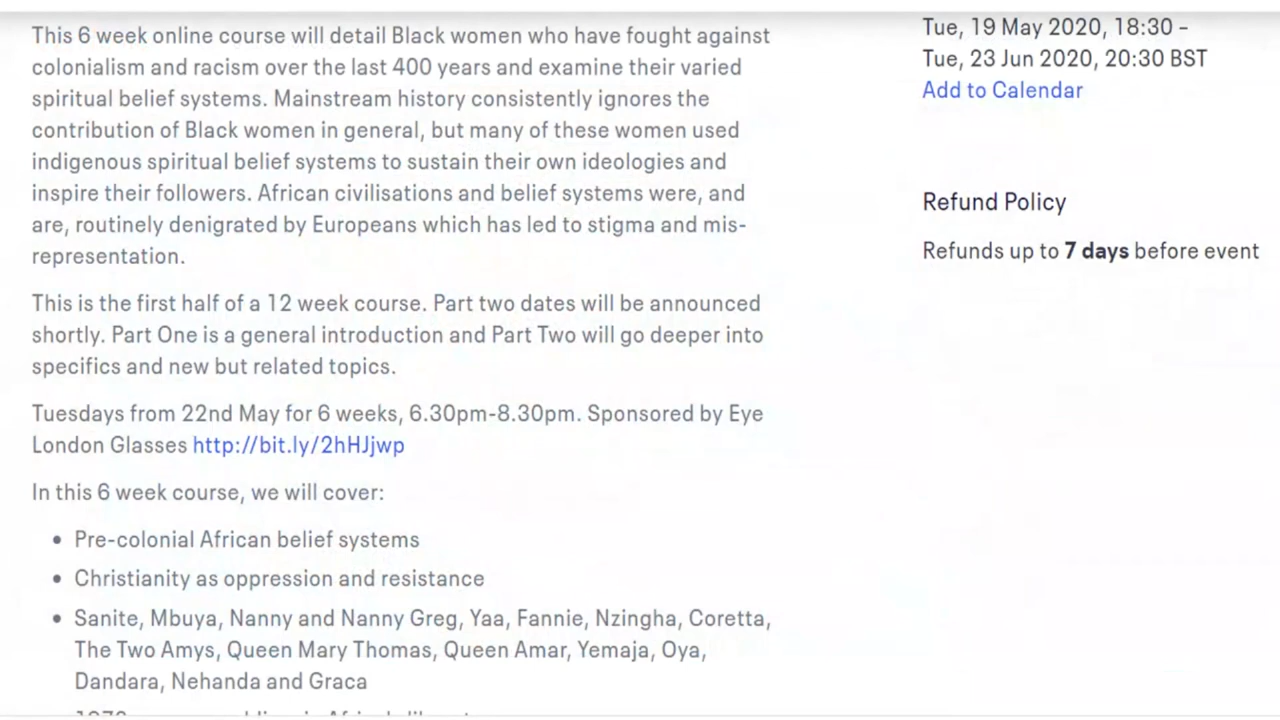 This 6 week online course will detail Black women who have fought against
colonialism and racism over the last 400 years and examine their varied
spiritual belief systems. Mainstream history consistently ignores the
contribution of Black women in general, but many of these women used
indigenous spiritual belief systems to sustain their own ideologies and
inspire their followers. African civilisations and belief systems were, and
are, routinely denigrated by Europeans which has led to stigma and mis-
representation.
This is the first half of a 12 week course. Part two dates will be announced
shortly. Part One is a general introduction and Part Two will go deeper into
specifics and new but related topics.
Tuesdays from 22nd May for 6 weeks, 6.30pm-8.30pm. Sponsored by Eye
London Glasses http://bit.ly/2hHJjwp
In this 6 week course, we will cover:
• Pre-colonial African belief systems
• Christianity as oppression and resistance
• Sanite, Mbuya, Nanny and Nanny Greg, Yaa, Fannie, Nzingha, Coretta,
The Two Amys, Queen Mary Thomas, Queen Amar, Yemaja, Oya,
Dandara, Nehanda and Graca
Tue, 19 May 2020, 18:30 –
Tue, 23 Jun 2020, 20:30 BST
Add to Calendar
Refund Policy
Refunds up to 7 days before event